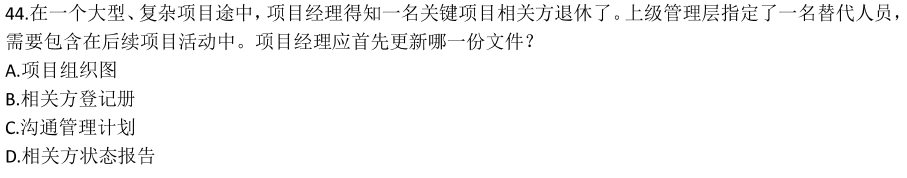 44.在一个大型、复杂项目途中，项目经理得知一名关键项目相关方退休了。上级管理层指定了一名替代人员，
需要包含在后续项目活动中。项目经理应首先更新哪一份文件？
A.项目组织图
B.相关方登记册
C.沟通管理计划
D.相关方状态报告